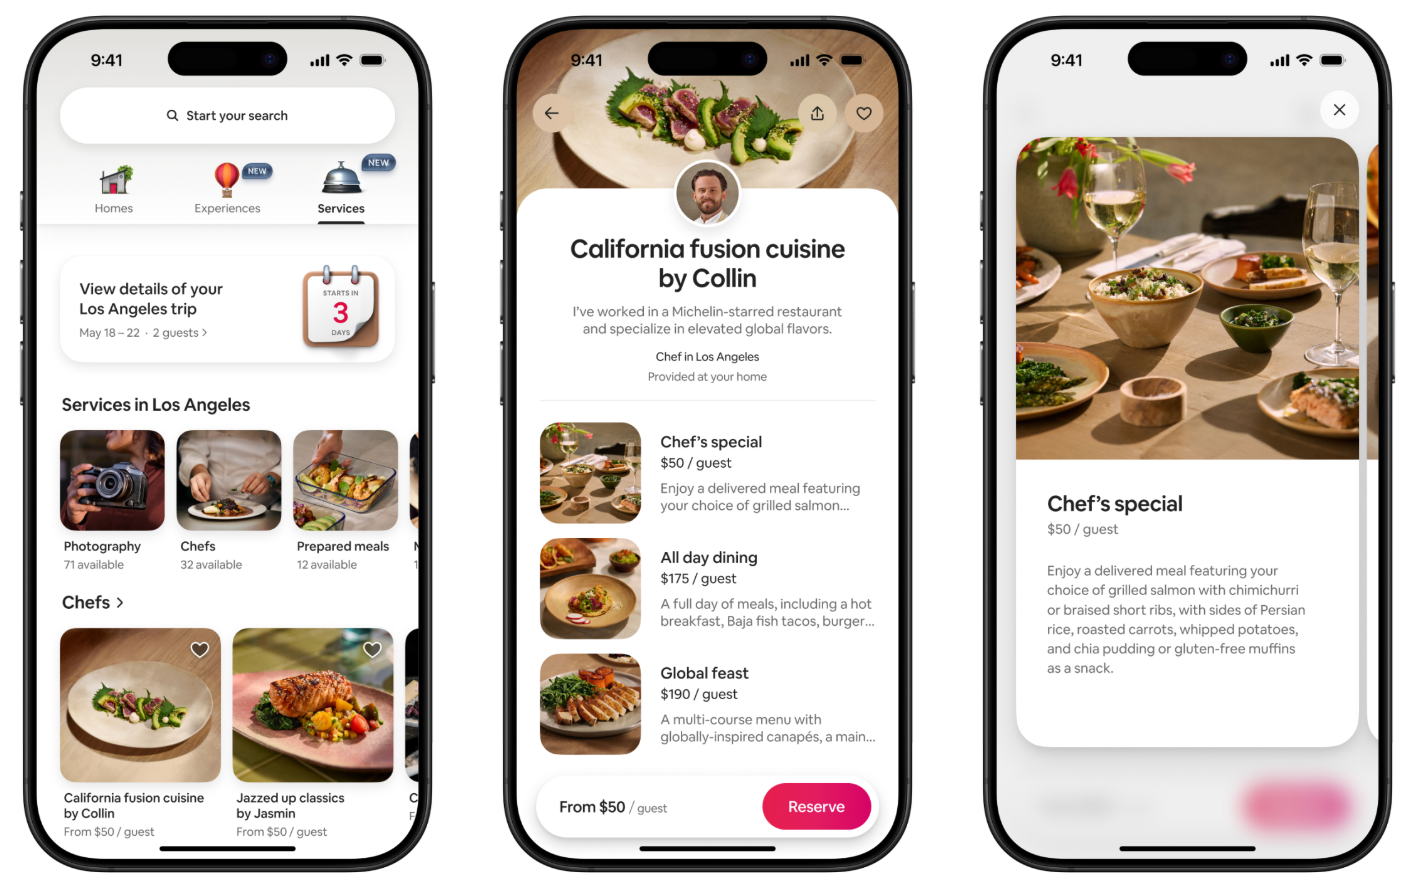 9:41
Start your search
NEW
NEW
Homes
Experiences
Services
View details of your
Los Angeles trip
May 18 – 22 · 2 guests >
STARTS IN
3
DAYS
Services in Los Angeles
Photography
71 available
Chefs
32 available
Prepared meals
12 available
Chefs >
California fusion cuisine
by Collin
From $50 / guest
Jazzed up classics
by Jasmin
From $50 / guest
9:41
California fusion cuisine
by Collin
I've worked in a Michelin-starred restaurant
and specialize in elevated global flavors.
Chef in Los Angeles
Provided at your home
Chef's special
$50 / guest
Enjoy a delivered meal featuring
your choice of grilled salmon...
All day dining
$175 / guest
A full day of meals, including a hot
breakfast, Baja fish tacos, burger...
Global feast
$190 / guest
A multi-course menu with
globally-inspired canapés, a main...
From $50 / guest
Reserve
9:41
Chef's special
$50 / guest
Enjoy a delivered meal featuring your
choice of grilled salmon with chimichurri
or braised short ribs, with sides of Persian
rice, roasted carrots, whipped potatoes,
and chia pudding or gluten-free muffins
as a snack.